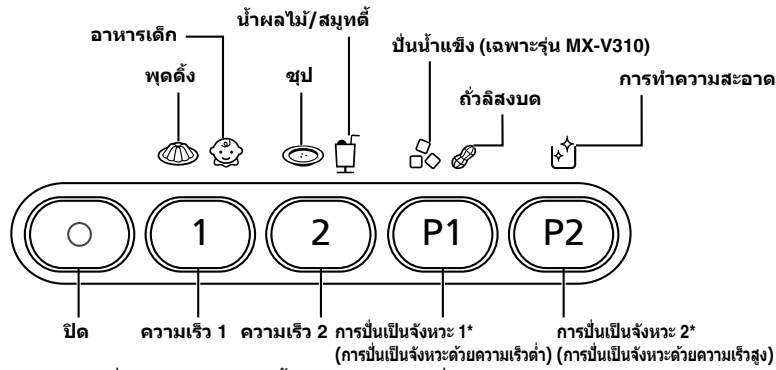 น้ำผลไม้/สมูทตี้
อาหารเด็ก
ปั่นน้ำแข็ง (เฉพาะรุ่น MX-V310)
พุดดิ้ง
ซุป
การทำความสะอาด
ถั่วลิสงบด
1 2 P1 P2
ปิด ความเร็ว 1 ความเร็ว 2 การปั่นเป็นจังหวะ 1* การปั่นเป็นจังหวะ 2*
(การปั่นเป็นจังหวะด้วยความเร็วต่ำ) (การปั่นเป็นจังหวะด้วยความเร็วสูง)